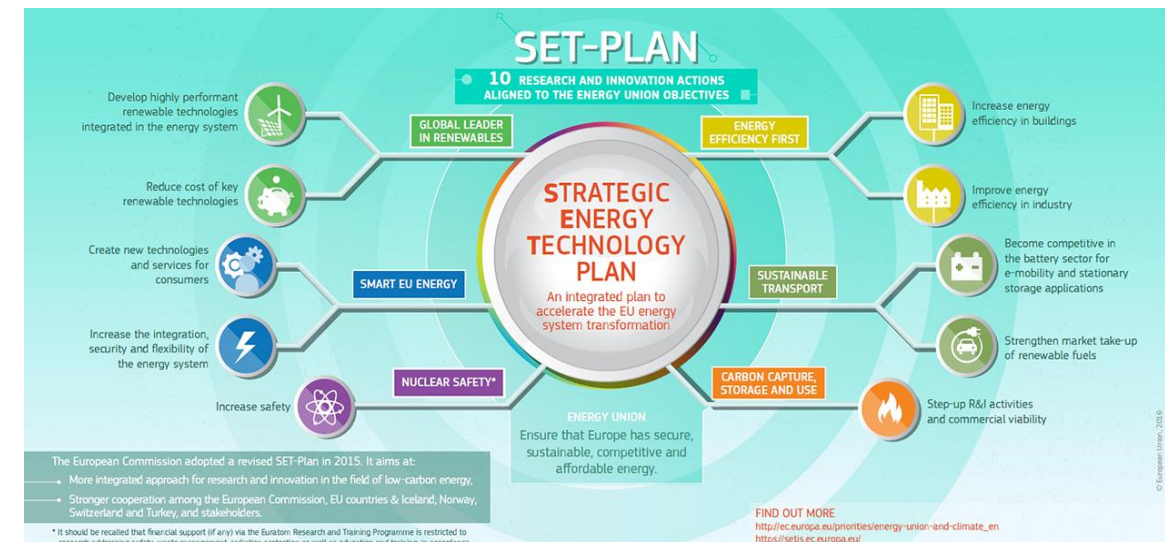 SET-PLAN
10 RESEARCH AND INNOVATION ACTIONS
ALIGNED TO THE ENERGY UNION OBJECTIVES
Develop highly performant
renewable technologies
integrated in the energy system
GLOBAL LEADER
IN RENEWABLES
Reduce cost of key
renewable technologies
Create new technologies
and services for
consumers
SMART EU ENERGY
Increase the integration,
security and flexibility of
the energy system
NUCLEAR SAFETY*
Increase safety
STRATEGIC
ENERGY
TECHNOLOGY
PLAN
An integrated plan to
accelerate the EU energy
system transformation
ENERGY
EFFICIENCY FIRST
Increase energy
efficiency in buildings
Improve energy
efficiency in industry
SUSTAINABLE
TRANSPORT
Become competitive in
the battery sector for
e-mobility and stationary
storage applications
Strengthen market take-up
of renewable fuels
CARBON CAPTURE,
STORAGE AND USE
Step-up R&I activities
and commercial viability
ENERGY UNION
Ensure that Europe has secure,
sustainable, competitive and
affordable energy.
The European Commission adopted a revised SET-Plan in 2015. It aims at:
More integrated approach for research and innovation in the field of low-carbon energy,
Stronger cooperation among the European Commission, EU countries & Iceland, Norway,
Switzerland and Turkey, and stakeholders.
* It should be recalled that financial support (if any) via the Euratom Research and Training Programme is restricted to
FIND OUT MORE
http://ec.europa.eu/priorities/energy-union-and-climate_en
https://setis.ec.europa.eu/
© European Union, 2016